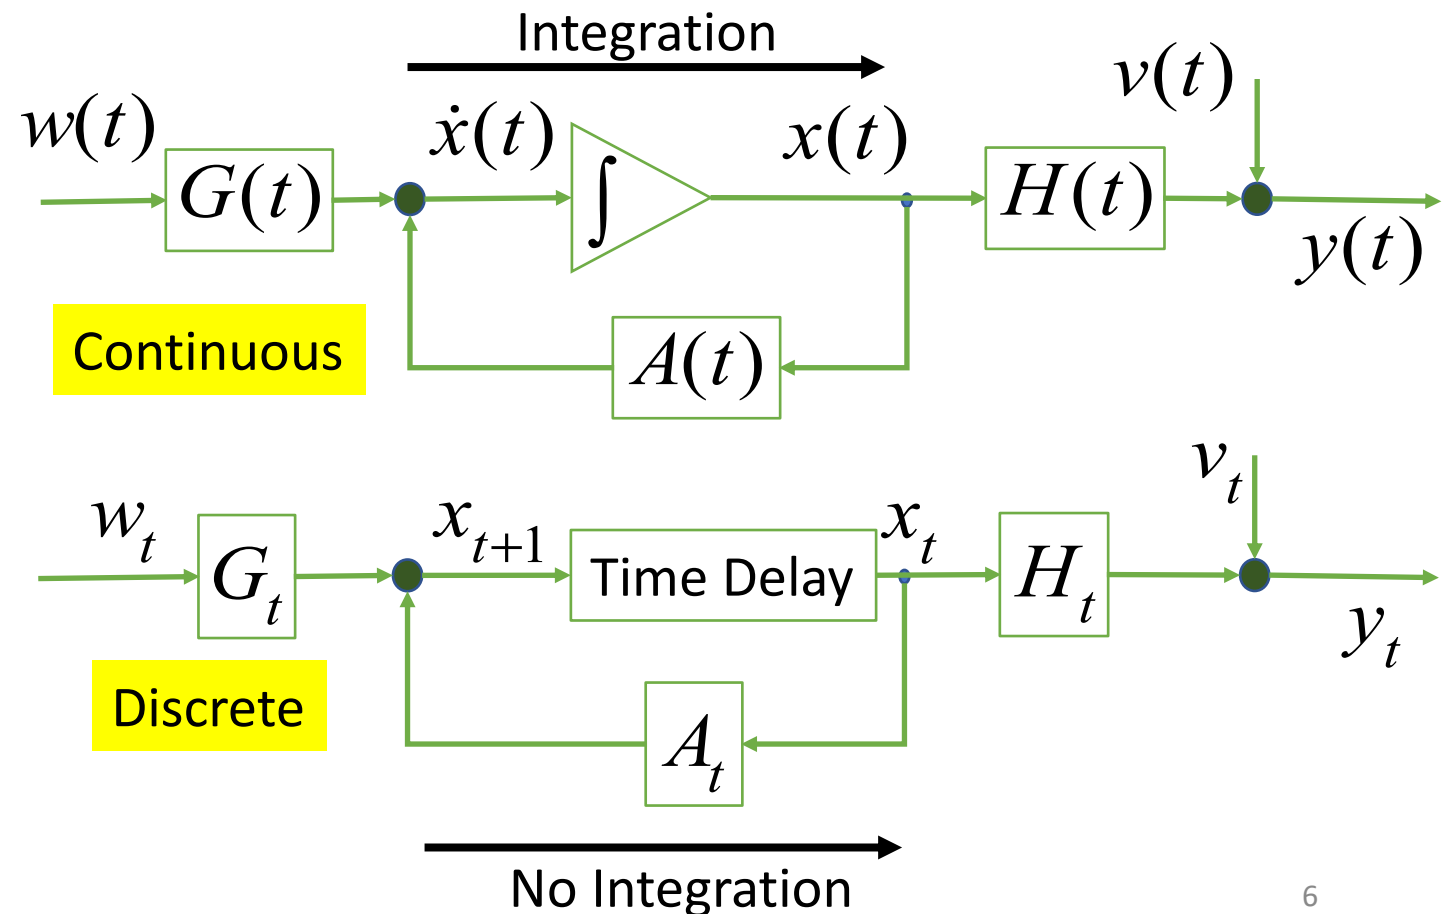 Integration
w(t)
G(t)
ẋ(t)
∫
x(t)
H(t)
v(t)
y(t)
A(t)
Continuous
w_t
G_t
x_{t+1}
Time Delay
x_t
H_t
v_t
y_t
A_t
Discrete
No Integration
6